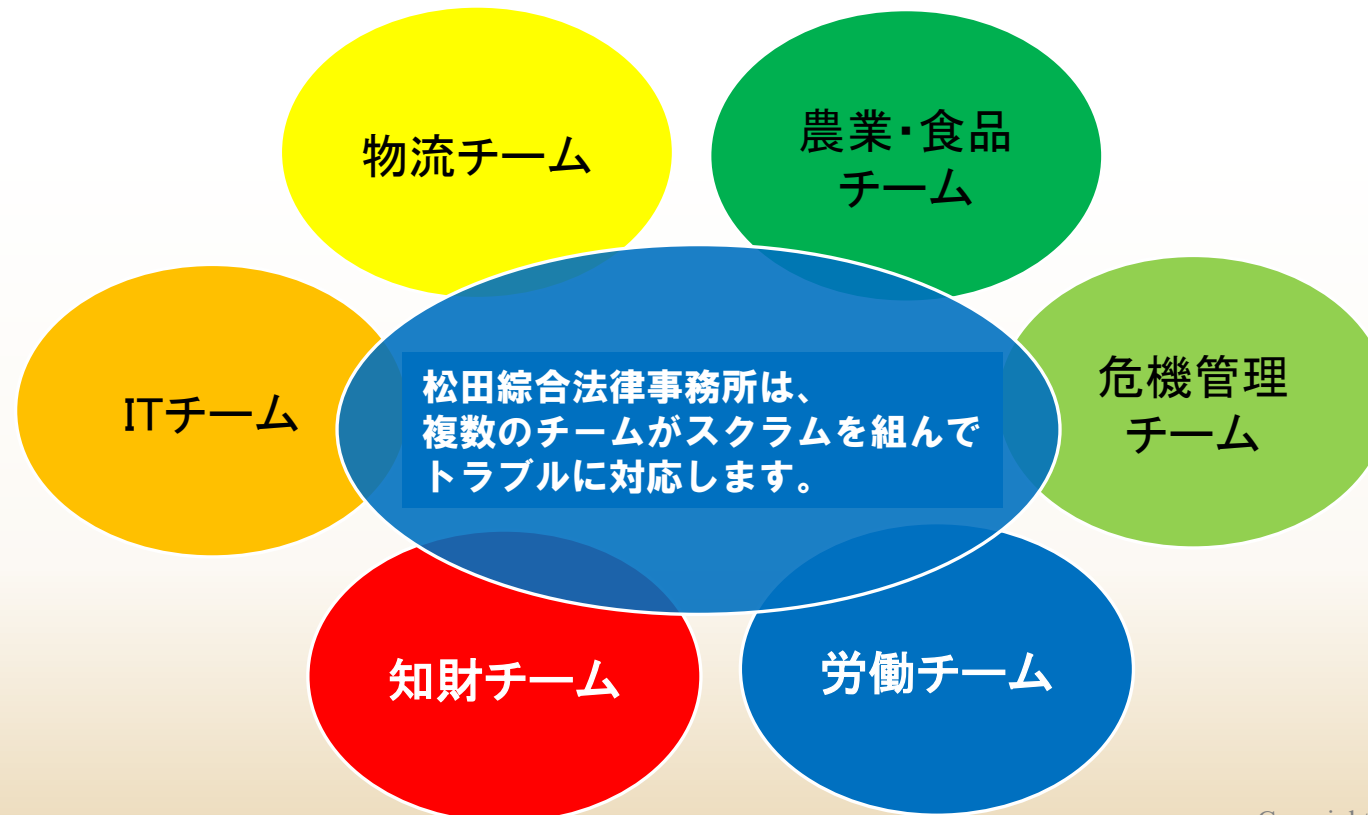 物流チーム
農業・食品
チーム
ITチーム
松田綜合法律事務所は、
複数のチームがスクラムを組んで
トラブルに対応します。
危機管理
チーム
知財チーム
労働チーム